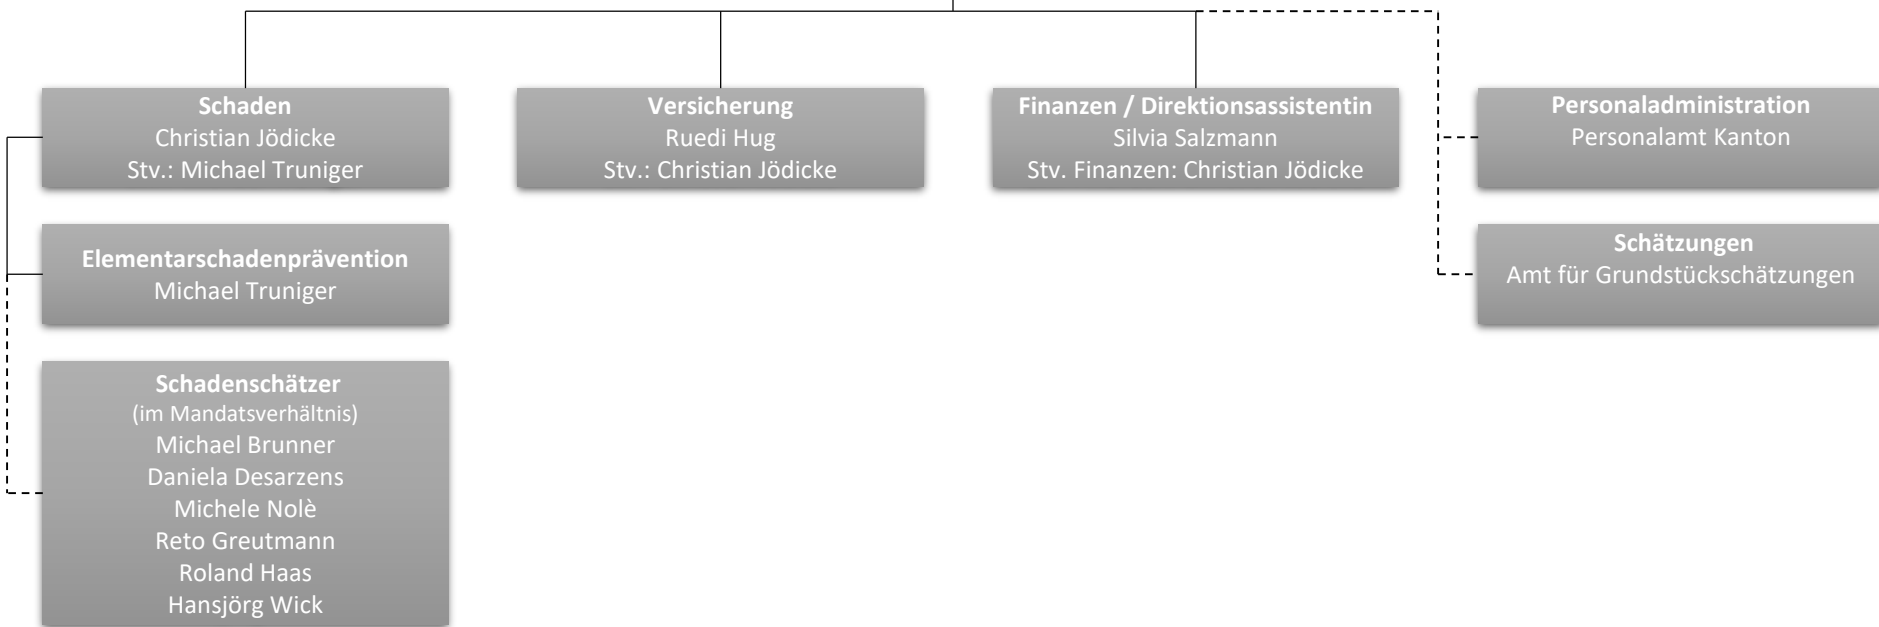 Schaden
Christian Jödicke
Stv.: Michael Truniger
Versicherung
Ruedi Hug
Stv.: Christian Jödicke
Finanzen / Direktionsassistentin
Silvia Salzmann
Stv. Finanzen: Christian Jödicke
Personaladministration
Personalamt Kanton
Elementarschadenprävention
Michael Truniger
Schätzungen
Amt für Grundstückschätzungen
Schadenschätzer
(im Mandatsverhältnis)
Michael Brunner
Daniela Desarzens
Michele Nolè
Reto Greutmann
Roland Haas
Hansjörg Wick